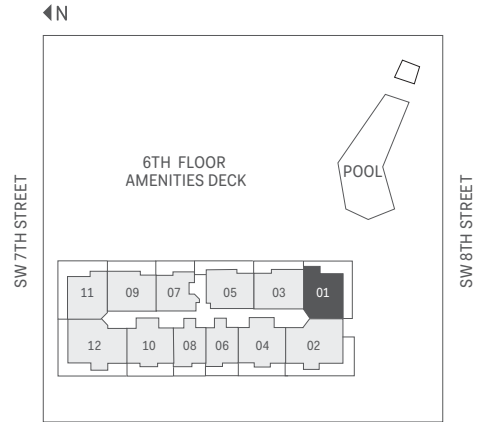 N
6TH FLOOR
AMENITIES DECK
POOL
SW 7TH STREET
SW 8TH STREET
11
09
07
05
03
01
12
10
08
06
04
02